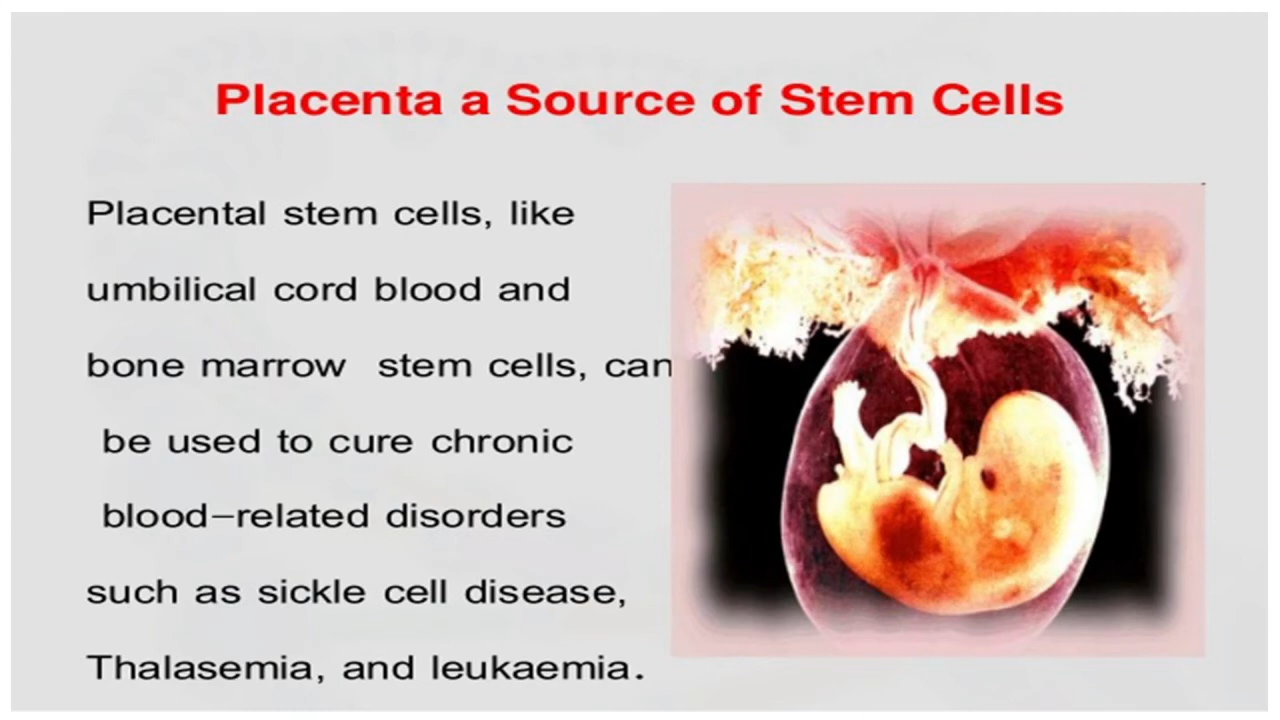 Placenta a Source of Stem Cells
Placental stem cells, like
umbilical cord blood and
bone marrow stem cells, can
be used to cure chronic
blood–related disorders
such as sickle cell disease,
Thalasemia, and leukaemia.